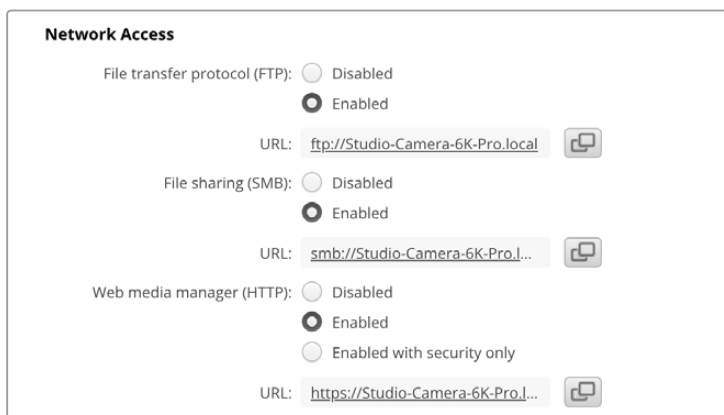 Network Access
File transfer protocol (FTP): Disabled
Enabled
URL: ftp://Studio-Camera-6K-Pro.local
File sharing (SMB): Disabled
Enabled
URL: smb://Studio-Camera-6K-Pro.l...
Web media manager (HTTP): Disabled
Enabled
Enabled with security only
URL: https://Studio-Camera-6K-Pro.l...